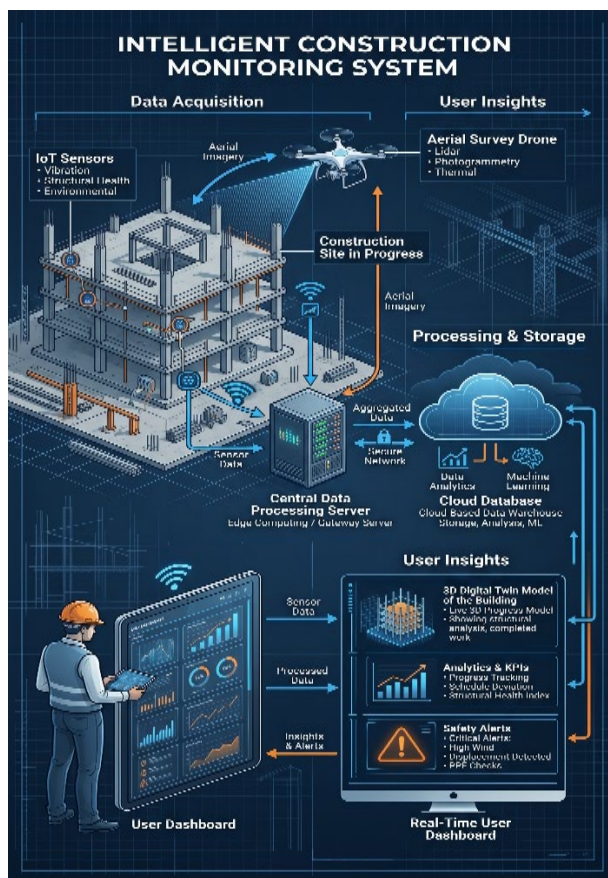 INTELLIGENT CONSTRUCTION
MONITORING SYSTEM
Data Acquisition
User Insights
Aerial
Imagery
Aerial Survey Drone
• Lidar
• Photogrammetry
• Thermal
IoT Sensors
• Vibration
• Structural Health
• Environmental
Construction
Site in Progress
Aerial
Imagery
Processing & Storage
Aggregated
Data
Secure
Network
Sensor
Data
Data
Analytics
Machine
Learning
Central Data
Processing Server
Edge Computing / Gateway Server
Cloud Database
Cloud Based Data Warehouse
Storage, Analysis, ML
User Insights
Sensor
Data
3D Digital Twin Model
of the Building
• Live 3D Progress Model
• Showing structural
analysis, completed
work
Processed
Data
Analytics & KPIs
• Progress Tracking
• Schedule Deviation
• Structural Health Index
Insights
& Alerts
Safety Alerts
• Critical Alerts:
• High Wind
• Displacement Detected
• PPE Checks
User Dashboard
Real-Time User
Dashboard